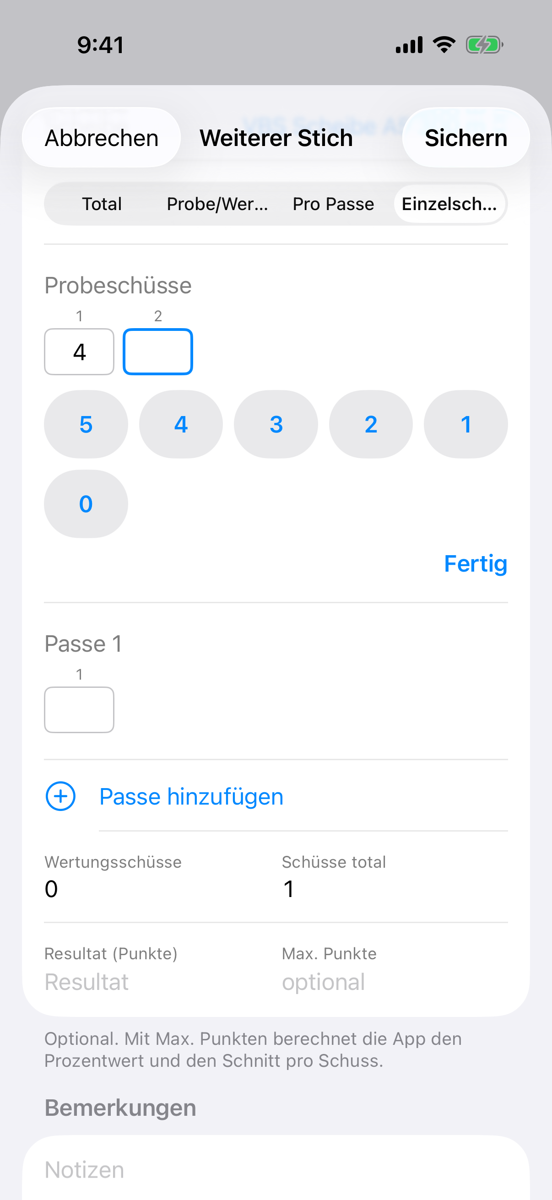 9:41
Abbrechen Weiterer Stich Sichern
Total Probe/Wer... Pro Passe Einzelsch...
Probeschüsse
1 2
4
5 4 3 2 1
0
Fertig
Passe 1
1
Passe hinzufügen
Wertungsschüsse Schüsse total
0 1
Resultat (Punkte) Max. Punkte
Resultat optional
Optional. Mit Max. Punkten berechnet die App den
Prozentwert und den Schnitt pro Schuss.
Bemerkungen
Notizen